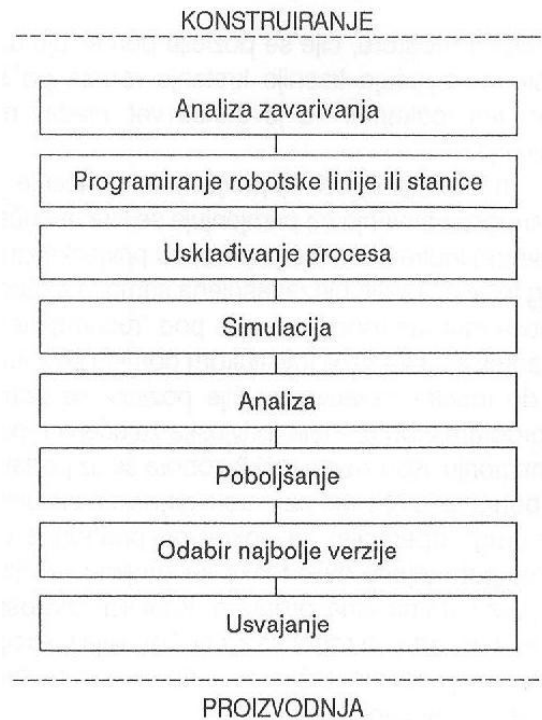 KONSTRUIRANJE
Analiza zavarivanja
Programiranje robotske linije ili stanice
Usklađivanje procesa
Simulacija
Analiza
Poboljšanje
Odabir najbolje verzije
Usvajanje
PROIZVODNJA